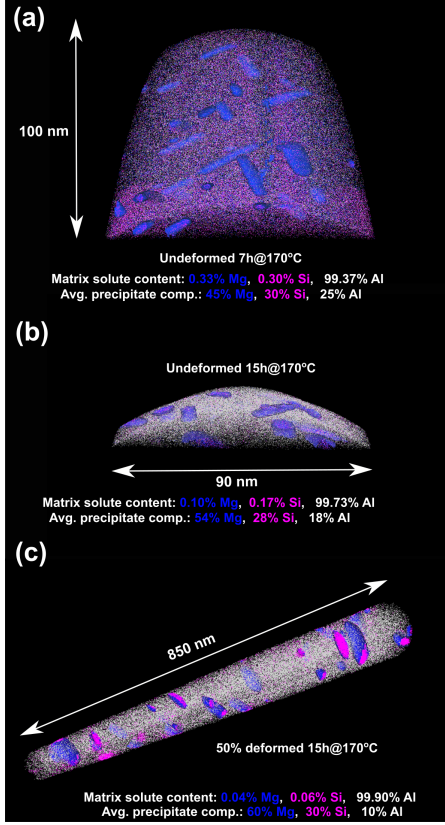 (a)
100 nm
Undeformed 7h@170ºC
Matrix solute content: 0.33% Mg, 0.30% Si, 99.37% Al
Avg. precipitate comp.: 45% Mg, 30% Si, 25% Al
(b)
Undeformed 15h@170ºC
90 nm
Matrix solute content: 0.10% Mg, 0.17% Si, 99.73% Al
Avg. precipitate comp.: 54% Mg, 28% Si, 18% Al
(c)
850 nm
50% deformed 15h@170ºC
Matrix solute content: 0.04% Mg, 0.06% Si, 99.90% Al
Avg. precipitate comp.: 60% Mg, 30% Si, 10% Al